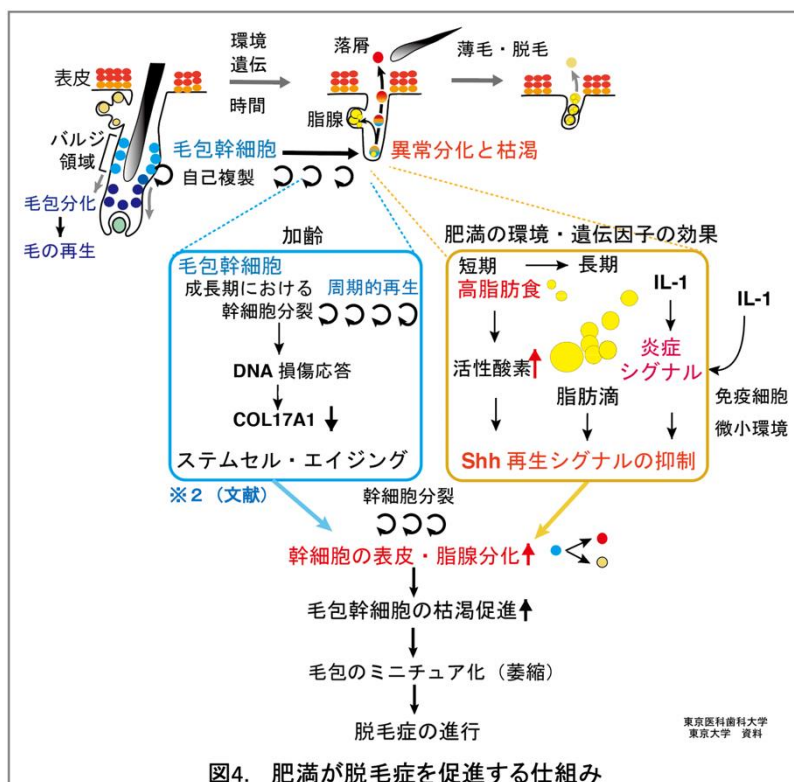 環境
遺伝
時間
落屑
薄毛・脱毛
表皮
脂腺
バルジ
領域
毛包幹細胞
異常分化と枯渇
自己複製
毛包分化
毛の再生
加齢
毛包幹細胞
成長期における
幹細胞分裂
周期的再生
DNA 損傷応答
COL17A1
ステムセル・エイジング
※2（文献）
肥満の環境・遺伝因子の効果
短期
長期
高脂肪食
IL-1
IL-1
活性酸素
炎症
シグナル
脂肪滴
免疫細胞
微小環境
Shh 再生シグナルの抑制
幹細胞分裂
幹細胞の表皮・脂腺分化
毛包幹細胞の枯渇促進
毛包のミニチュア化（萎縮）
脱毛症の進行
東京医科歯科大学
東京大学　資料
図4.　肥満が脱毛症を促進する仕組み